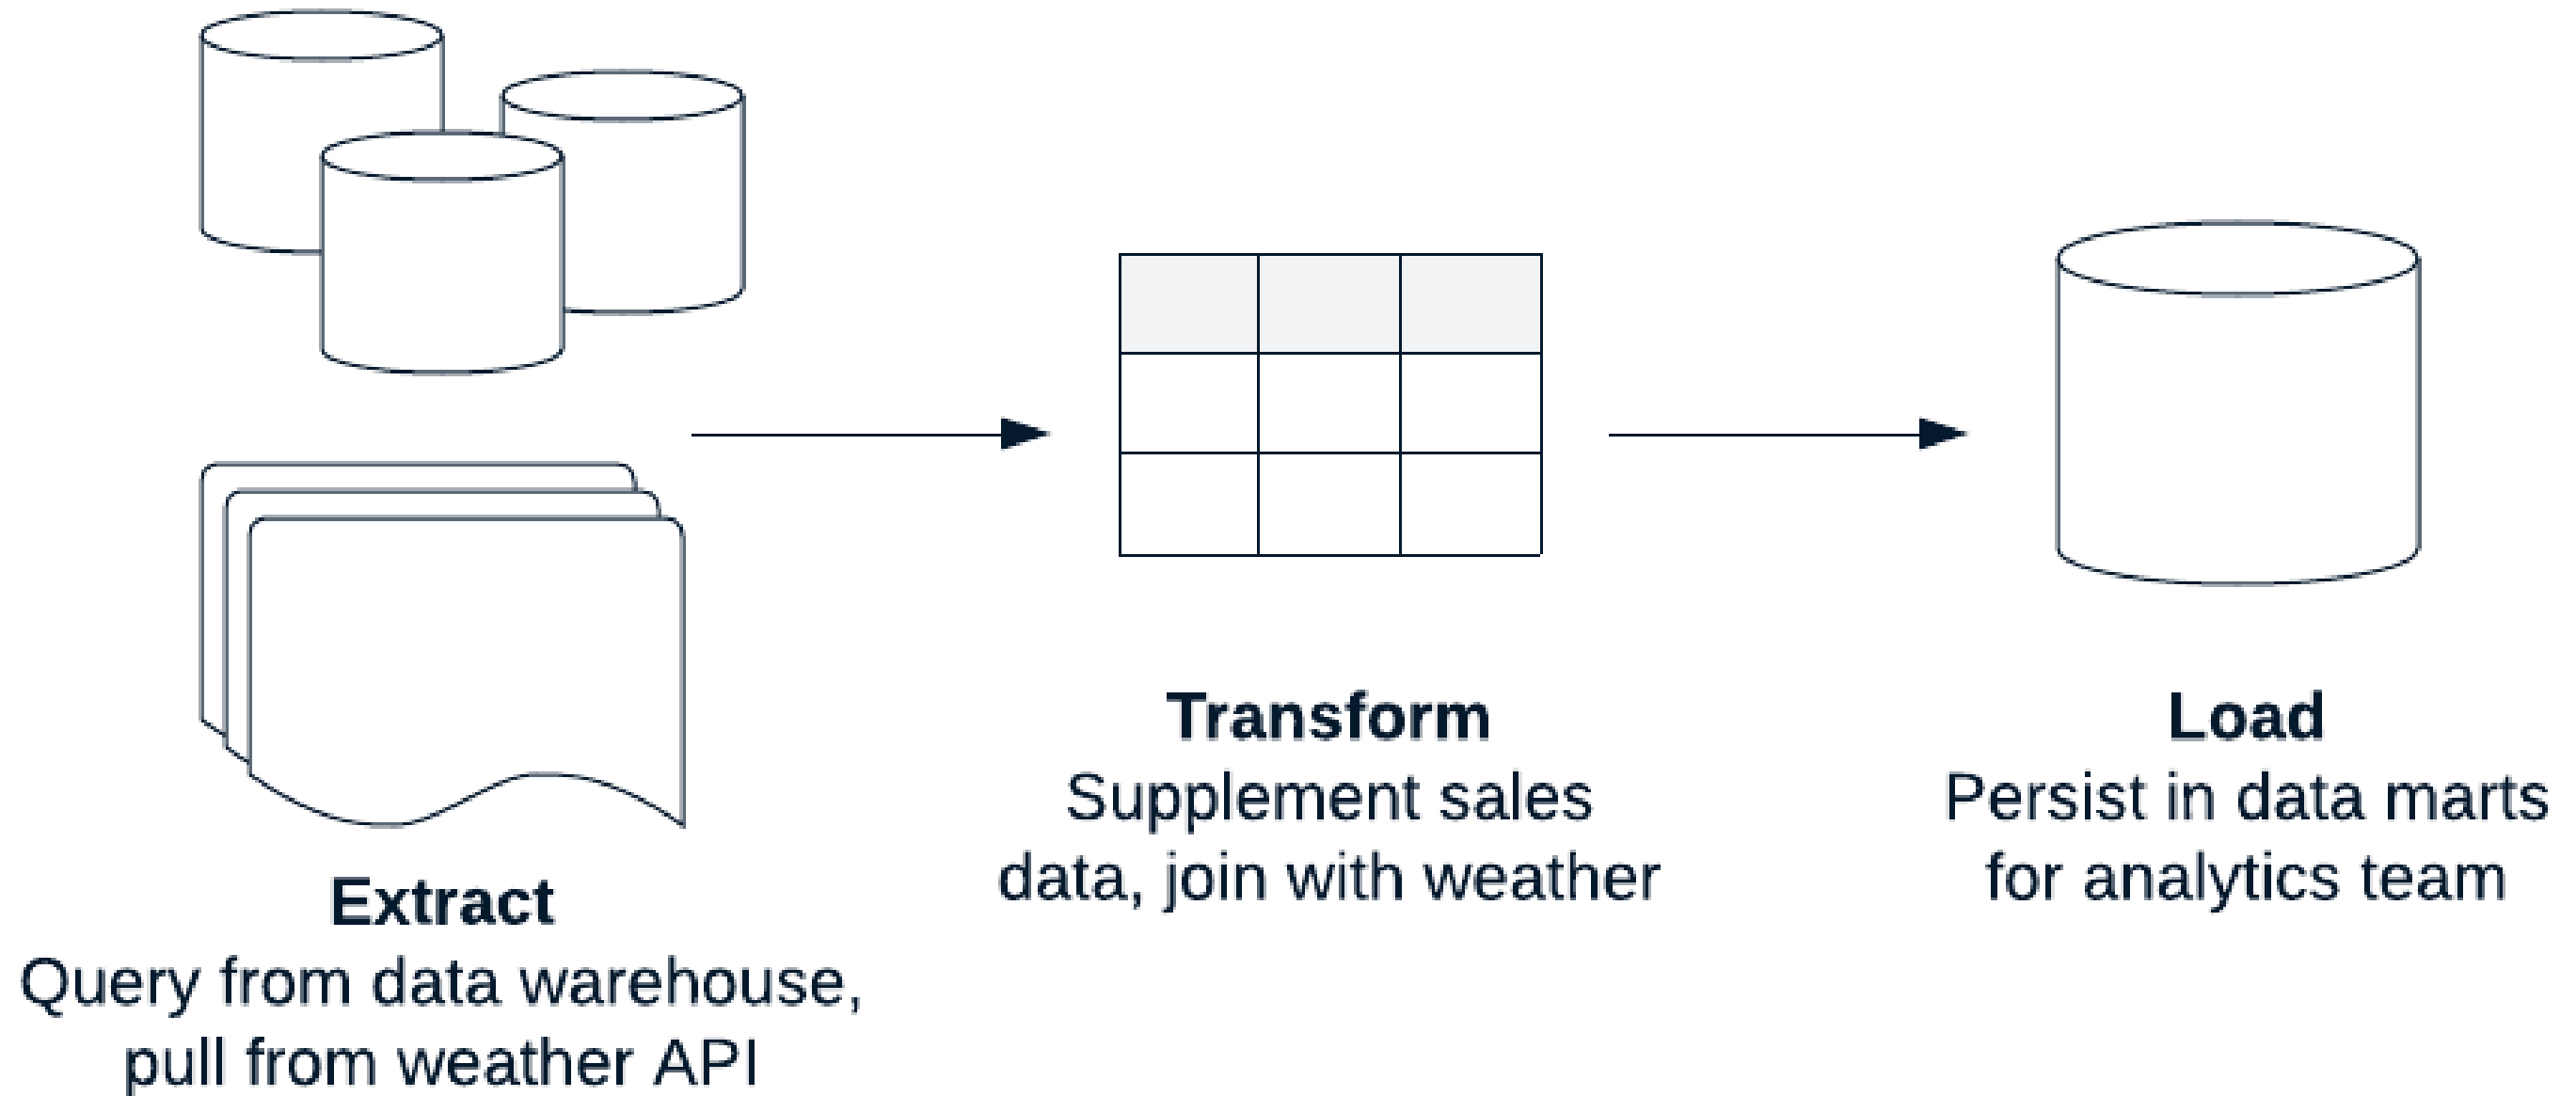 Extract
Query from data warehouse,
pull from weather API
Transform
Supplement sales
data, join with weather
Load
Persist in data marts
for analytics team